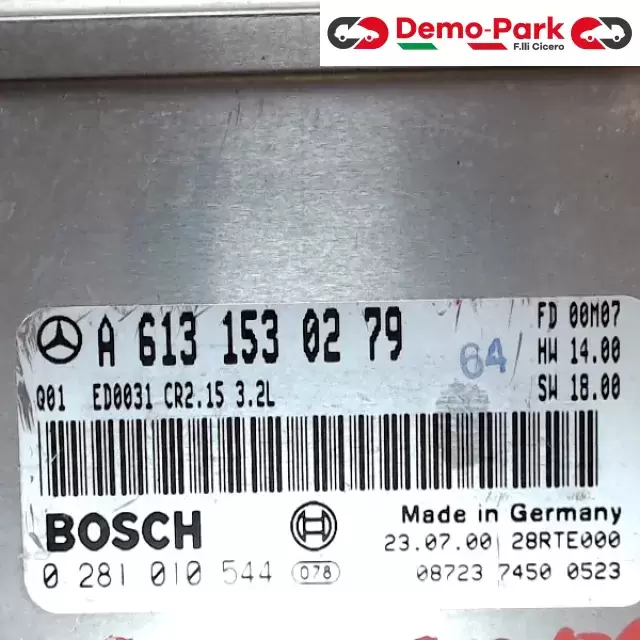 Demo-Park
F.lli Cicero
A 613 153 02 79
64
FD 00M07
HW 14.00
SW 18.00
Q01 ED0031 CR2.15 3.2L
BOSCH
Made in Germany
23.07.00 28RTE000
0 281 010 544 078
08723 7450 0523